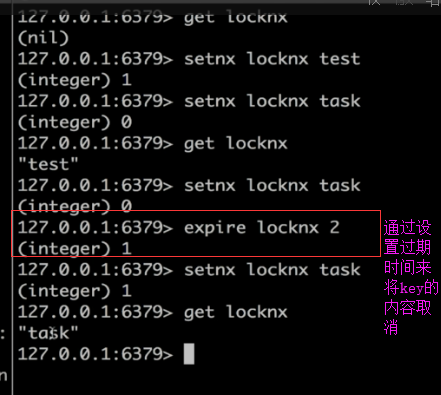 127.0.0.1:6379> get locknx
(nil)
127.0.0.1:6379> setnx locknx test
(integer) 1
127.0.0.1:6379> setnx locknx task
(integer) 0
127.0.0.1:6379> get locknx
"test"
127.0.0.1:6379> setnx locknx task
(integer) 0
127.0.0.1:6379> expire locknx 2
(integer) 1
127.0.0.1:6379> setnx locknx task
(integer) 1
127.0.0.1:6379> get locknx
"task"
127.0.0.1:6379>
通过设
置过期
时间来
将key的
内容取
消
:
n